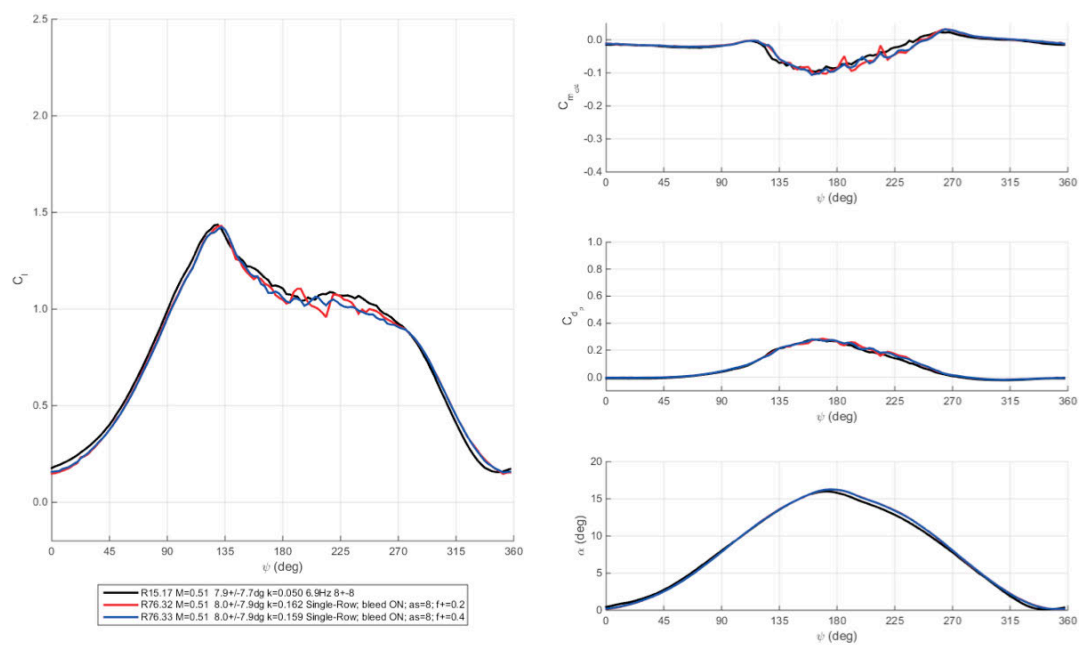 2.5
2.0
1.5
1.0
0.5
0.0
C_l
0 45 90 135 180 225 270 315 360
ψ (deg)
R15.17 M=0.51 7.9+/-7.7dg k=0.050 6.9Hz 8+-8
R76.32 M=0.51 8.0+/-7.9dg k=0.162 Single-Row; bleed ON; as=8; f+=0.2
R76.33 M=0.51 8.0+/-7.9dg k=0.159 Single-Row; bleed ON; as=8; f+=0.4
0.0
-0.1
-0.2
-0.3
-0.4
C_m_c/4
0 45 90 135 180 225 270 315 360
ψ (deg)
1.0
0.8
0.6
0.4
0.2
0.0
C_d_p
0 45 90 135 180 225 270 315 360
ψ (deg)
20
15
10
5
0
α (deg)
0 45 90 135 180 225 270 315 360
ψ (deg)